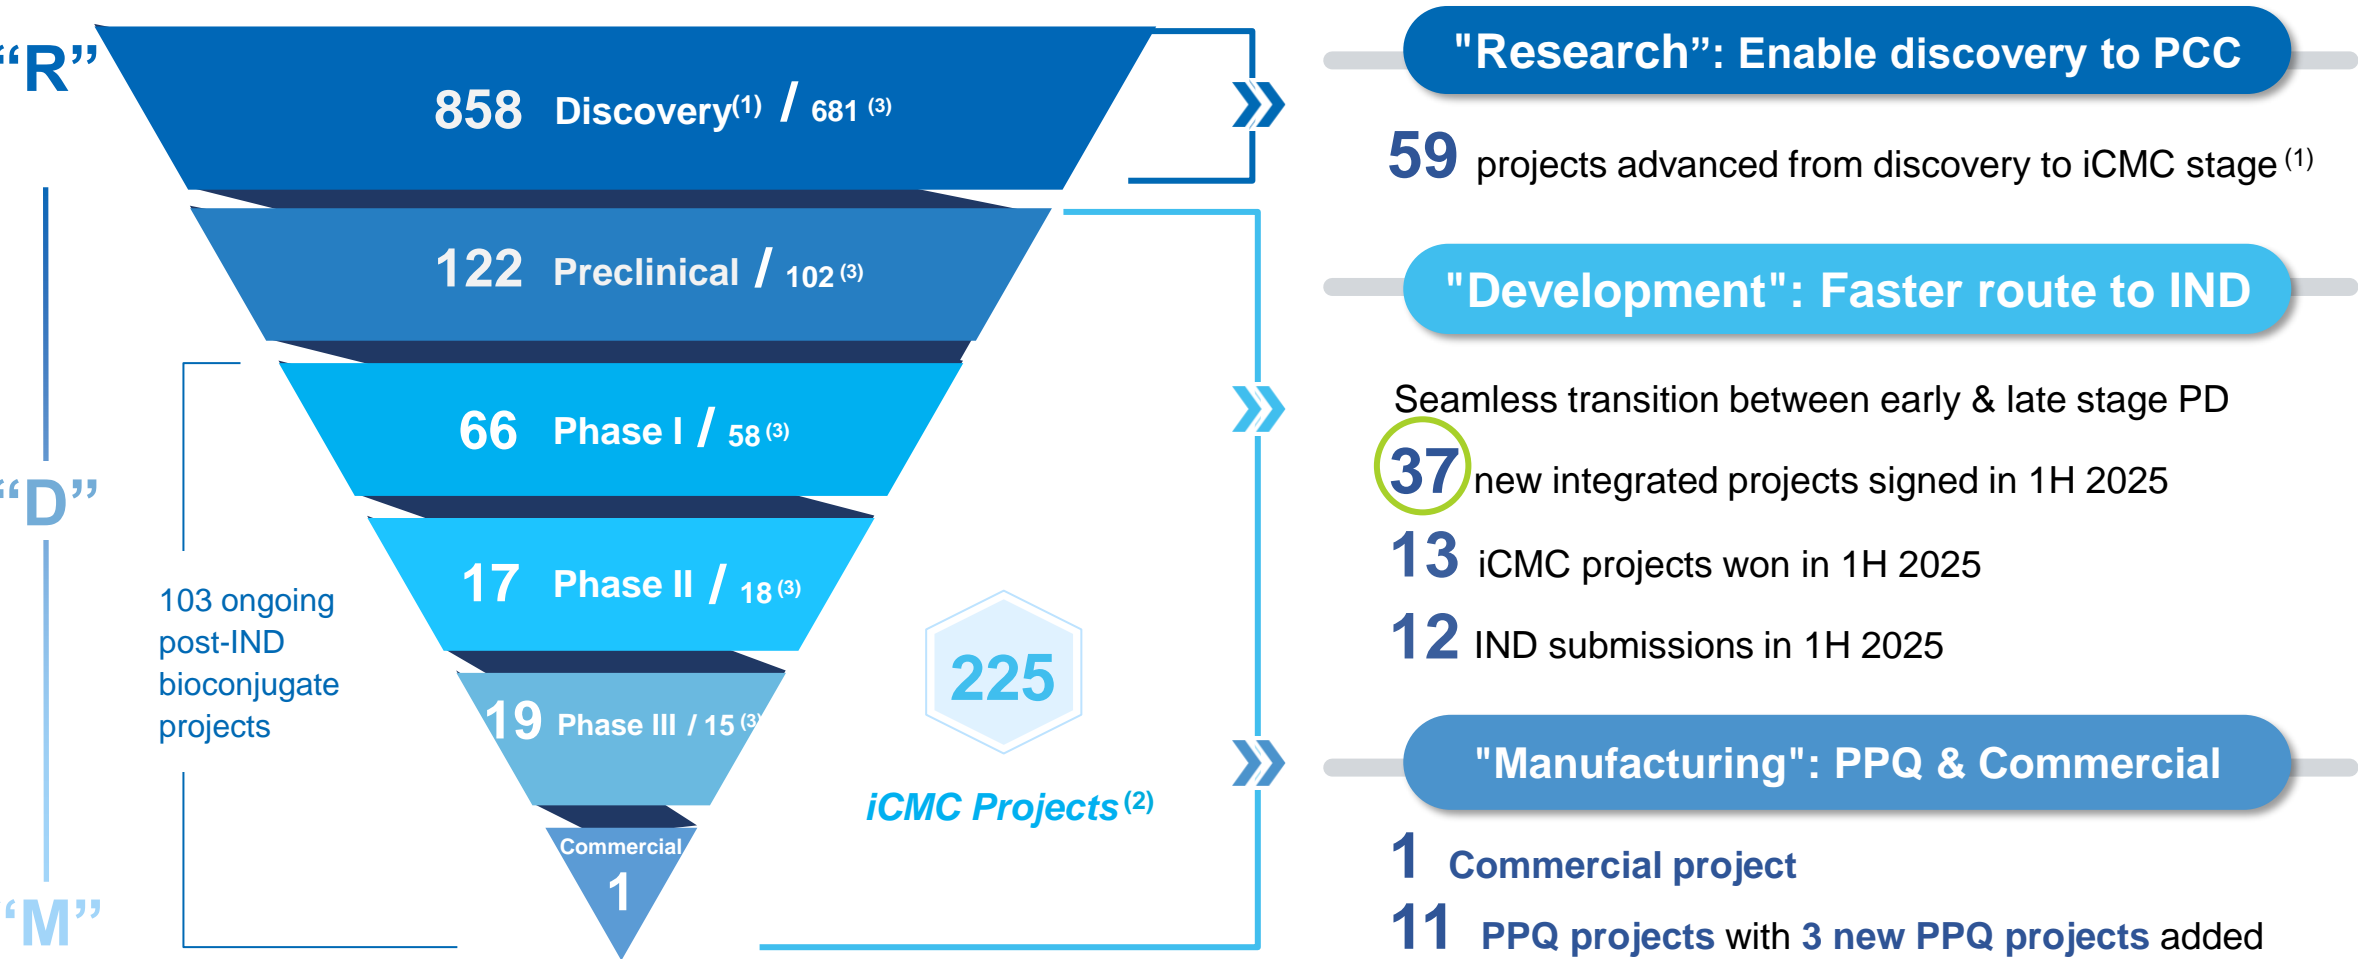 “R”
858 Discovery(1) / 681 (3)
122 Preclinical / 102 (3)
66 Phase I / 58 (3)
“D”
17 Phase II / 18 (3)
103 ongoing
post-IND
bioconjugate
projects
19 Phase III / 15 (3)
225
iCMC Projects (2)
Commercial
1
“M”
"Research”: Enable discovery to PCC
59 projects advanced from discovery to iCMC stage (1)
"Development": Faster route to IND
Seamless transition between early & late stage PD
37 new integrated projects signed in 1H 2025
13 iCMC projects won in 1H 2025
12 IND submissions in 1H 2025
"Manufacturing": PPQ & Commercial
1 Commercial project
11 PPQ projects with 3 new PPQ projects added